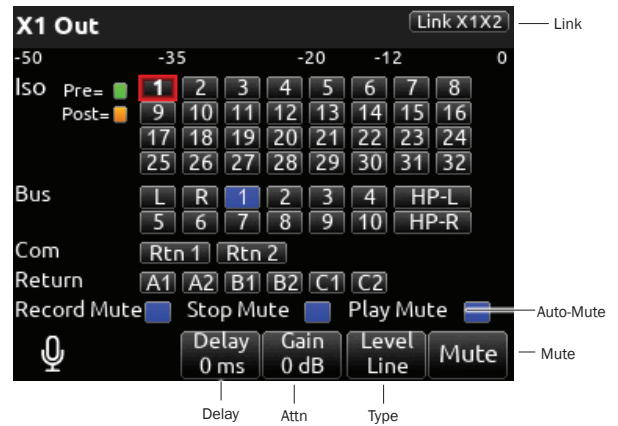 X1 Out Link X1X2 Link
-50 -35 -20 -12 0
Iso Pre= 1 2 3 4 5 6 7 8
Post= 9 10 11 12 13 14 15 16
17 18 19 20 21 22 23 24
25 26 27 28 29 30 31 32
Bus L R 1 2 3 4 HP-L
5 6 7 8 9 10 HP-R
Com Rtn 1 Rtn 2
Return A1 A2 B1 B2 C1 C2
Record Mute Stop Mute Play Mute Auto-Mute
Delay Gain Level
0 ms 0 dB Line Mute Mute
Delay Attn Type